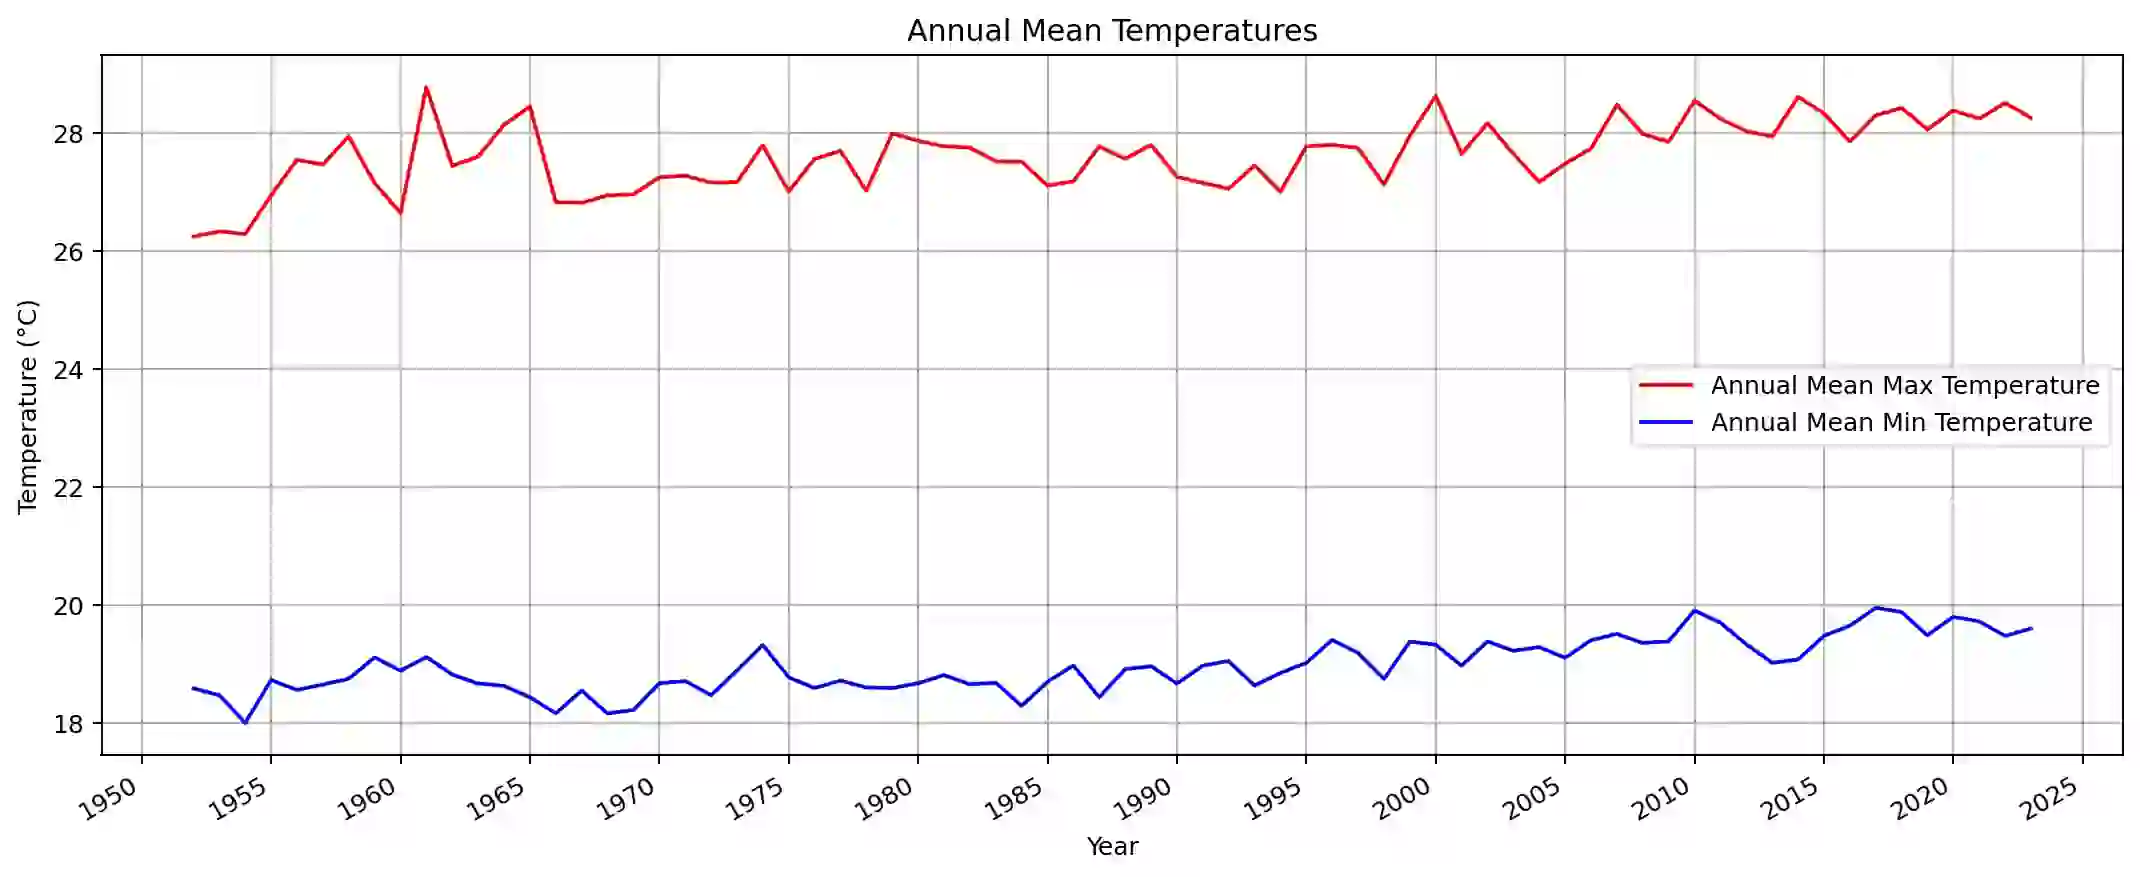 Annual Mean Temperatures
Temperature (°C)
28
26
24
22
20
18
Annual Mean Max Temperature
Annual Mean Min Temperature
1950 1955 1960 1965 1970 1975 1980 1985 1990 1995 2000 2005 2010 2015 2020 2025
Year